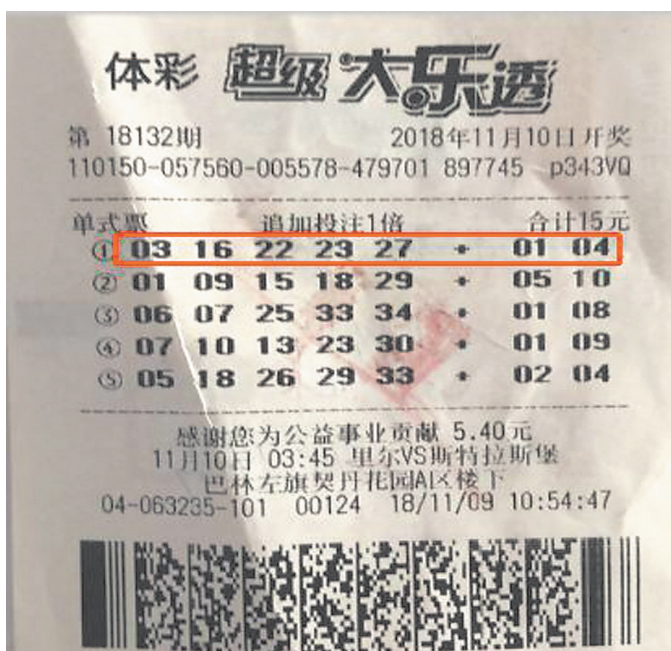 体彩 超级大乐透
第 18132期 2018年11月10日开奖
110150-057560-005578-479701 897745 p343VQ
单式票 追加投注1倍 合计15元
① 03 16 22 23 27 + 01 04
② 01 09 15 18 29 + 05 10
③ 06 07 25 33 34 + 01 08
④ 07 10 13 23 30 + 01 09
⑤ 05 18 26 29 33 + 02 04
感谢您为公益事业贡献 5.40元
11月10日 03:45 里尔VS斯特拉斯堡
巴林左旗契丹花园A区楼下
04-063235-101 00124 18/11/09 10:54:47